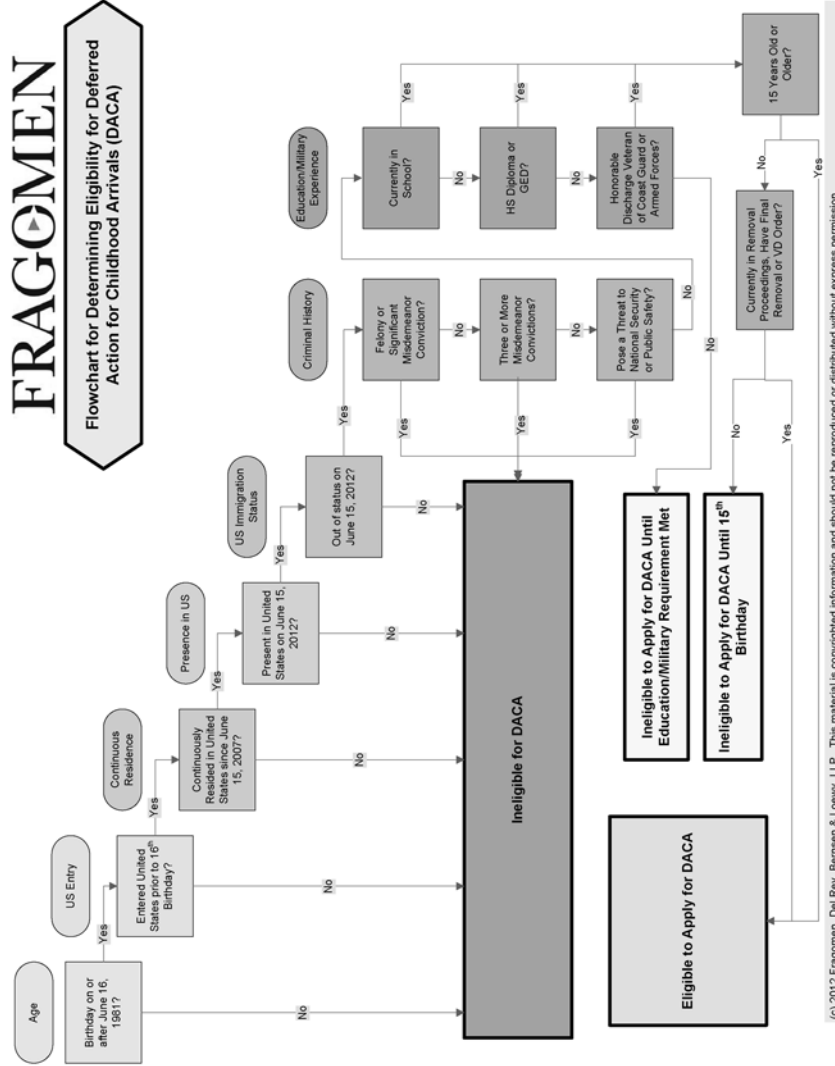 FRAGOMEN
Flowchart for Determining Eligibility for Deferred
Action for Childhood Arrivals (DACA)
Age
Birthday on or
after June 16,
1981?
Yes
No
US Entry
Entered United
States prior to 16th
Birthday?
Yes
No
Continuous
Residence
Continuously
Resided in United
States since June
15, 2007?
Yes
No
Presence in US
Present in United
States on June 15,
2012?
Yes
No
US Immigration
Status
Out of status on
June 15, 2012?
Yes
No
Criminal History
Felony or
Significant
Misdemeanor
Conviction?
Yes
No
Three or More
Misdemeanor
Convictions?
Yes
No
Pose a Threat to
National Security
or Public Safety?
Yes
No
Education/Military
Experience
Currently in
School?
Yes
No
HS Diploma or
GED?
Yes
No
Honorable
Discharge Veteran
of Coast Guard or
Armed Forces?
Yes
No
15 Years Old or
Older?
No
Yes
Currently in Removal
Proceedings, Have Final
Removal or VD Order?
No
Yes
Ineligible for DACA
Ineligible to Apply for DACA Until
Education/Military Requirement Met
Ineligible to Apply for DACA Until 15th
Birthday
Eligible to Apply for DACA
(c) 2012 Fragomen, Del Rey, Bernsen & Loewy, LLP. This material is copyrighted information and should not be reproduced or distributed without express permission